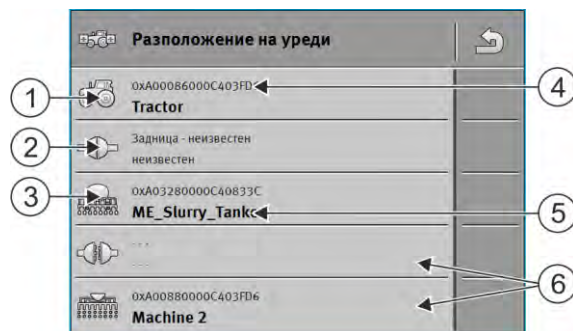 Разположение на уреди
0xA00086000C403FD
Tractor
Задница - неизвестен
неизвестен
0xA03280000C40833C
ME_Slurry_Tank
- - -
- - -
0xA00880000C403FD6
Machine 2
1
2
3
4
5
6